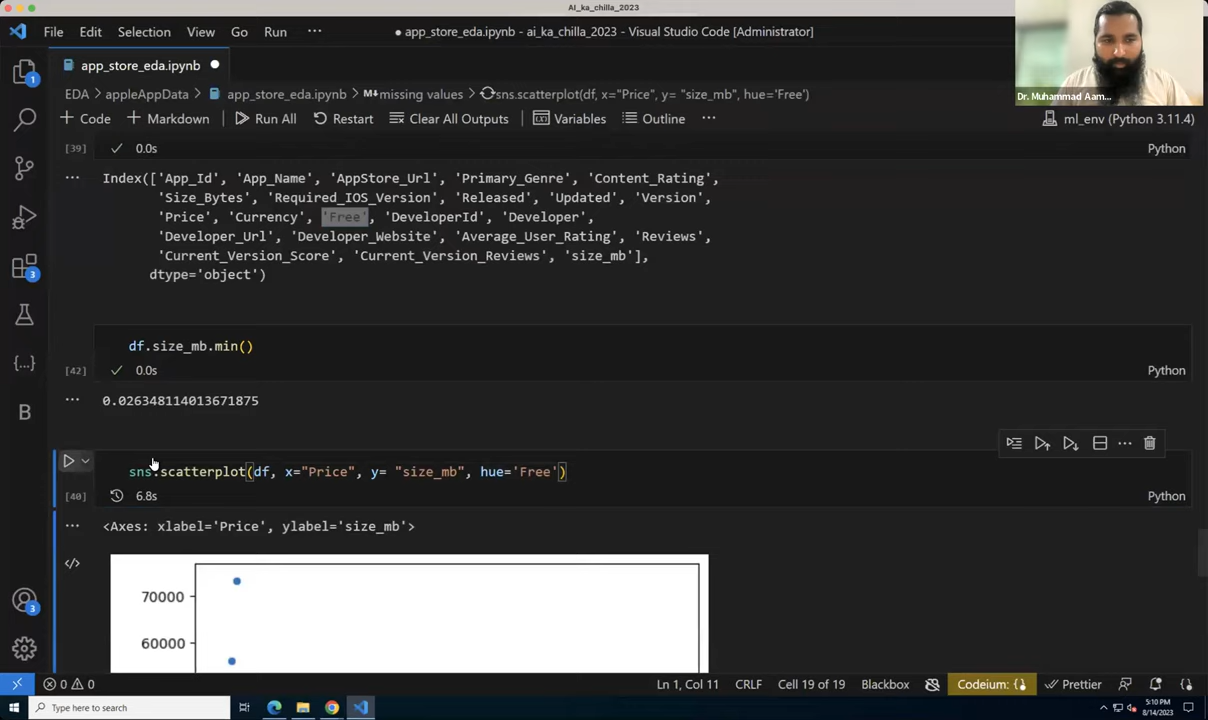 AI_ka_chilla_2023
File Edit Selection View Go Run ···
● app_store_eda.ipynb - ai_ka_chilla_2023 - Visual Studio Code [Administrator]
app_store_eda.ipynb
EDA > appleAppData > app_store_eda.ipynb > M↓missing values > sns.scatterplot(df, x="Price", y= "size_mb", hue='Free')
+ Code + Markdown Run All Restart Clear All Outputs Variables Outline ··· ml_env (Python 3.11.4)
Dr. Muhammad Aam...
[39] 0.0s Python
Index(['App_Id', 'App_Name', 'AppStore_Url', 'Primary_Genre', 'Content_Rating',
'Size_Bytes', 'Required_IOS_Version', 'Released', 'Updated', 'Version',
'Price', 'Currency', 'Free', 'DeveloperId', 'Developer',
'Developer_Url', 'Developer_Website', 'Average_User_Rating', 'Reviews',
'Current_Version_Score', 'Current_Version_Reviews', 'size_mb'],
dtype='object')
df.size_mb.min()
[42] 0.0s Python
0.026348114013671875
sns.scatterplot(df, x="Price", y= "size_mb", hue='Free')
[40] 6.8s Python
<Axes: xlabel='Price', ylabel='size_mb'>
70000
60000
1
3
3
B
3
0 0 Ln 1, Col 11 CRLF Cell 19 of 19 Blackbox Codeium: {} Prettier
Type here to search
5:10 PM
8/14/2023